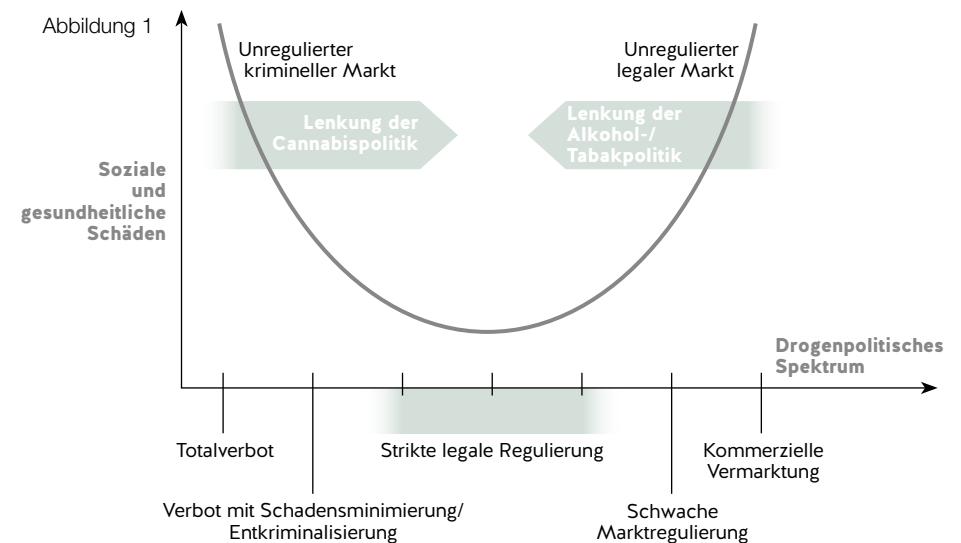 Abbildung 1
Unregulierter
krimineller Markt
Unregulierter
legaler Markt
Lenkung der
Cannabispolitik
Lenkung der
Alkohol-/
Tabakpolitik
Soziale
und
gesundheitliche
Schäden
Drogenpolitisches
Spektrum
Totalverbot
Strikte legale Regulierung
Kommerzielle
Vermarktung
Verbot mit Schadensminimierung/
Entkriminalisierung
Schwache
Marktregulierung